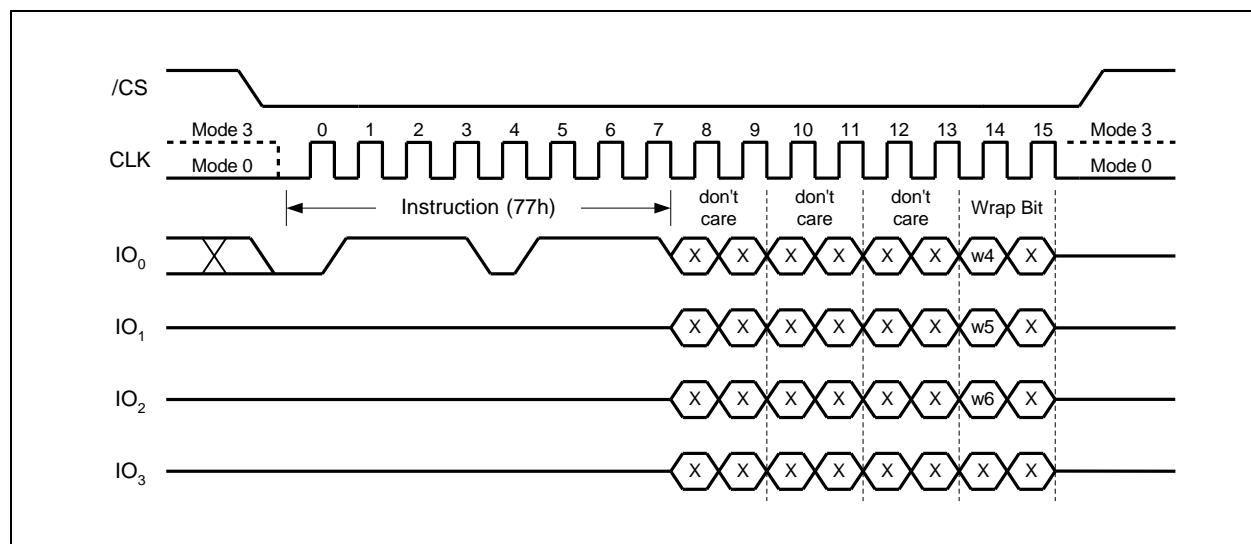 /CS
Mode 3 0 1 2 3 4 5 6 7 8 9 10 11 12 13 14 15 Mode 3
CLK
Mode 0 Mode 0
don't don't don't
Instruction (77h) Wrap Bit
care care care
IO0 X X X X X X w4 X
IO1 X X X X X X w5 X
IO2 X X X X X X w6 X
IO3 X X X X X X X X